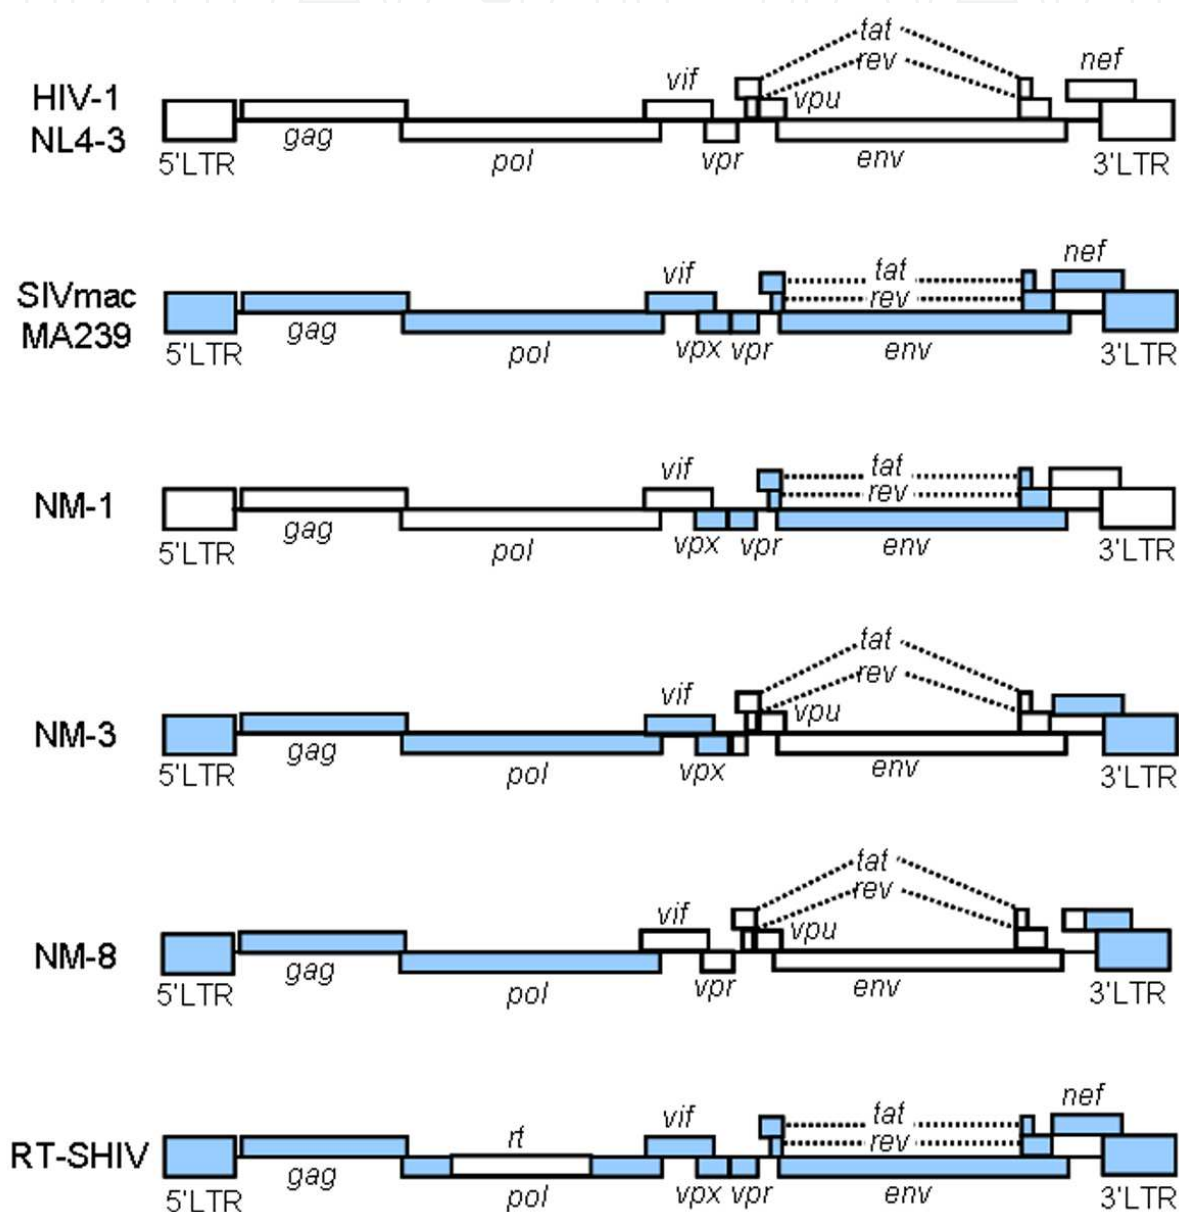 tat
rev
nef
vif
vpu
HIV-1
NL4-3
gag
pol
vpr
env
5'LTR
3'LTR
nef
vif
tat
rev
SIVmac
MA239
gag
pol
vpx vpr
env
5'LTR
3'LTR
vif
tat
rev
NM-1
gag
pol
vpx vpr
env
5'LTR
3'LTR
tat
rev
vif
vpu
NM-3
gag
pol
vpx
env
5'LTR
3'LTR
tat
rev
vif
vpu
NM-8
gag
pol
vpr
env
5'LTR
3'LTR
nef
vif
tat
rev
rt
RT-SHIV
gag
pol
vpx vpr
env
5'LTR
3'LTR